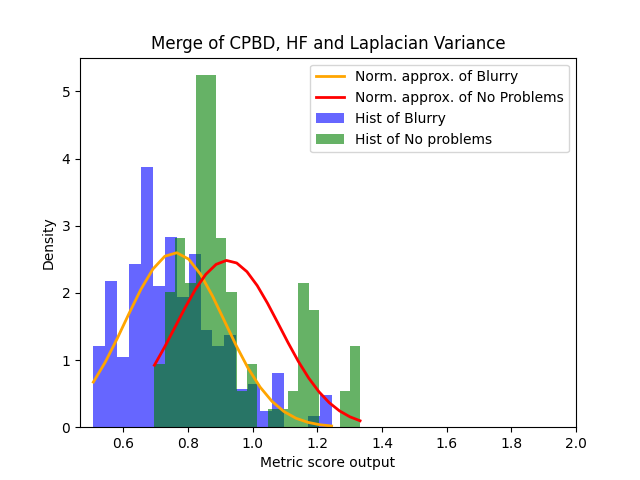 Merge of CPBD, HF and Laplacian Variance
Norm. approx. of Blurry
Norm. approx. of No Problems
Hist of Blurry
Hist of No problems
Density
5
4
3
2
1
0
0.6 0.8 1.0 1.2 1.4 1.6 1.8 2.0
Metric score output